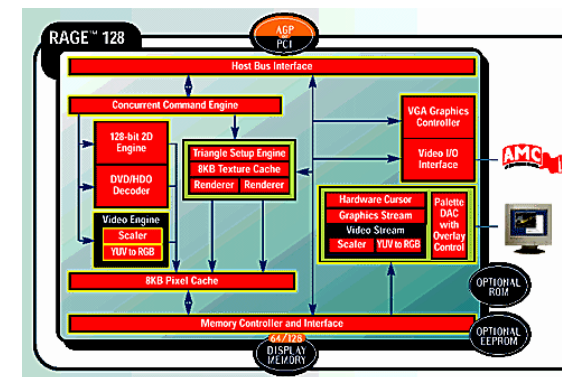 RAGE™ 128
AGP
PCI
Host Bus Interface
Concurrent Command Engine
128-bit 2D
Engine
DVD/HDO
Decoder
Video Engine
Scaler
YUV to RGB
Triangle Setup Engine
8KB Texture Cache
Renderer
Renderer
VGA Graphics
Controller
Video I/O
Interface
AMC
Hardware Cursor
Graphics Stream
Video Stream
Scaler
YUV to RGB
Palette
DAC
with
Overlay
Control
8KB Pixel Cache
Memory Controller and Interface
64/128
DISPLAY
MEMORY
OPTIONAL
ROM
OPTIONAL
EEPROM